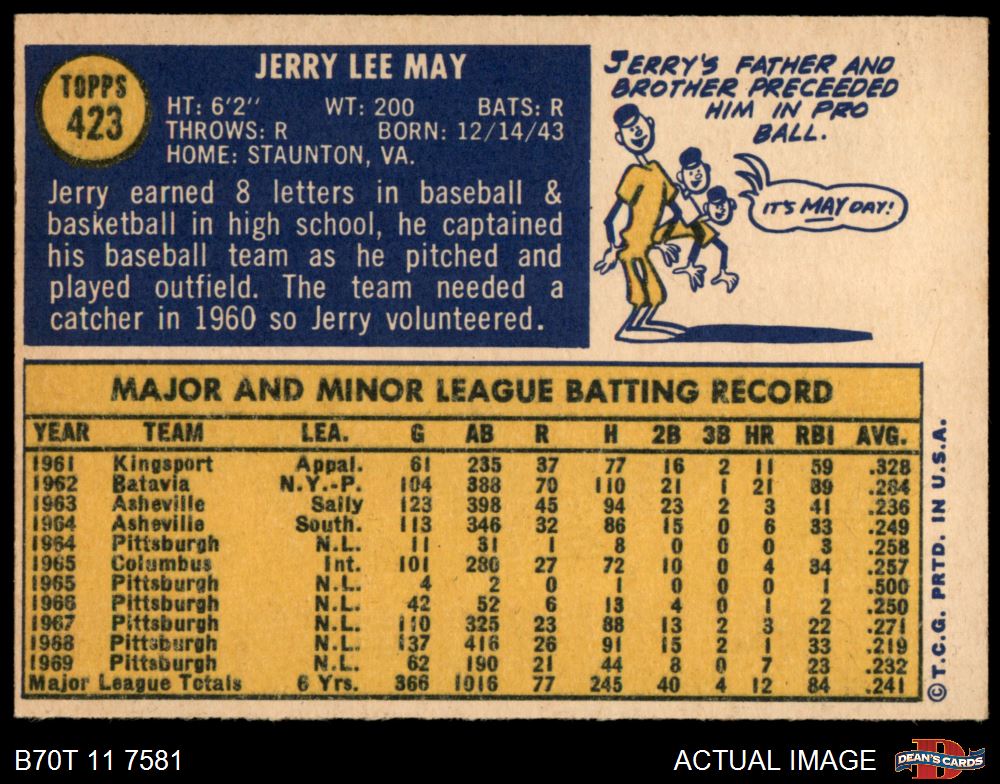 TOPPS
423
JERRY LEE MAY
HT: 6'2" WT: 200 BATS: R
THROWS: R BORN: 12/14/43
HOME: STAUNTON, VA.
Jerry earned 8 letters in baseball &
basketball in high school, he captained
his baseball team as he pitched and
played outfield. The team needed a
catcher in 1960 so Jerry volunteered.
JERRY'S FATHER AND
BROTHER PRECEEDED
HIM IN PRO
BALL.
IT'S MAY DAY!
MAJOR AND MINOR LEAGUE BATTING RECORD
YEAR TEAM LEA. G AB R H 2B 3B HR RBI AVG.
1961 Kingsport Appal. 61 235 37 77 16 2 11 59 .328
1962 Batavia N.Y.-P. 104 388 70 110 21 1 21 89 .284
1963 Asheville Sally 123 398 45 94 23 2 3 41 .236
1964 Asheville South. 113 346 32 86 15 0 6 33 .249
1964 Pittsburgh N.L. 11 31 1 8 0 0 0 3 .258
1965 Columbus Int. 101 280 27 72 10 0 4 34 .257
1965 Pittsburgh N.L. 4 2 0 1 0 0 0 1 .500
1966 Pittsburgh N.L. 42 52 6 13 4 0 1 2 .250
1967 Pittsburgh N.L. 110 325 23 88 13 2 3 22 .271
1968 Pittsburgh N.L. 137 416 26 91 15 2 1 33 .219
1969 Pittsburgh N.L. 62 190 21 44 8 0 7 23 .232
Major League Totals 6 Yrs. 366 1016 77 245 40 4 12 84 .241
© T.C.G. PRTD. IN U.S.A.
B70T 11 7581
ACTUAL IMAGE
DEAN'S CARDS